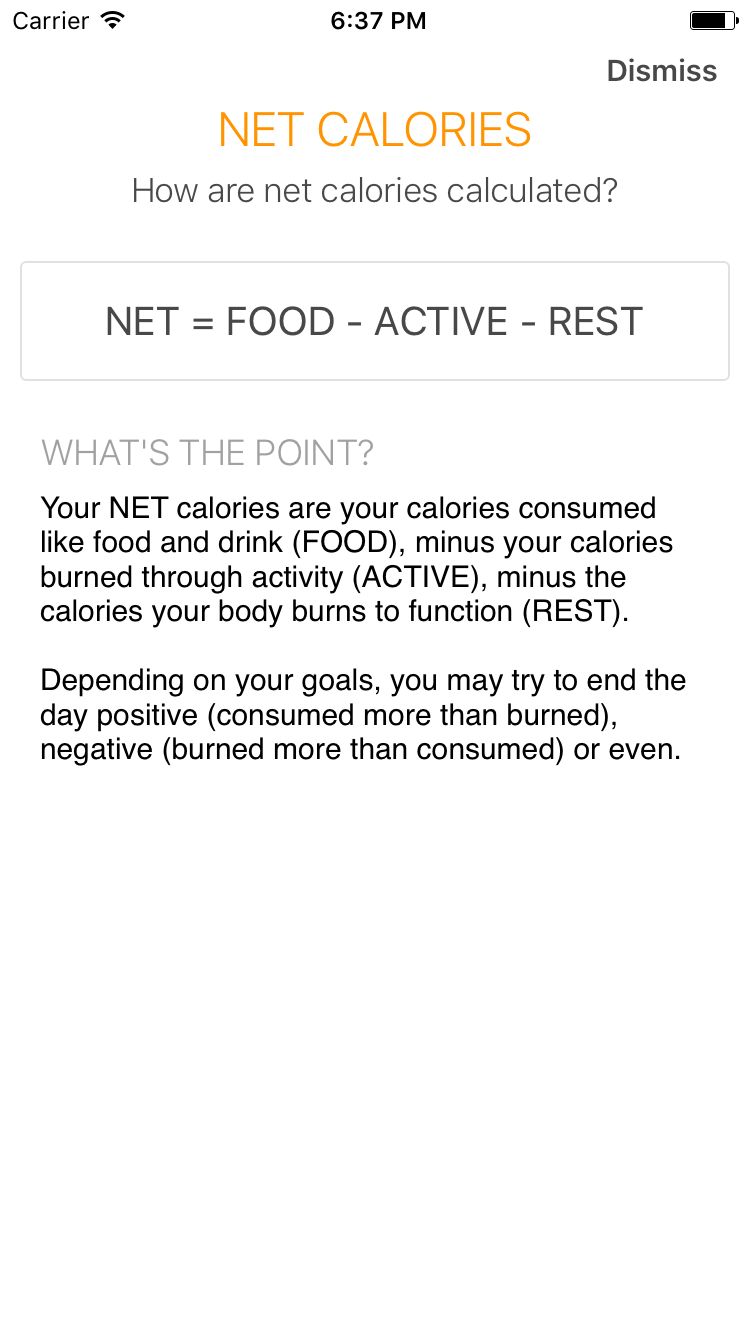 Carrier 6:37 PM
Dismiss
NET CALORIES
How are net calories calculated?
NET = FOOD - ACTIVE - REST
WHAT'S THE POINT?
Your NET calories are your calories consumed
like food and drink (FOOD), minus your calories
burned through activity (ACTIVE), minus the
calories your body burns to function (REST).
Depending on your goals, you may try to end the
day positive (consumed more than burned),
negative (burned more than consumed) or even.